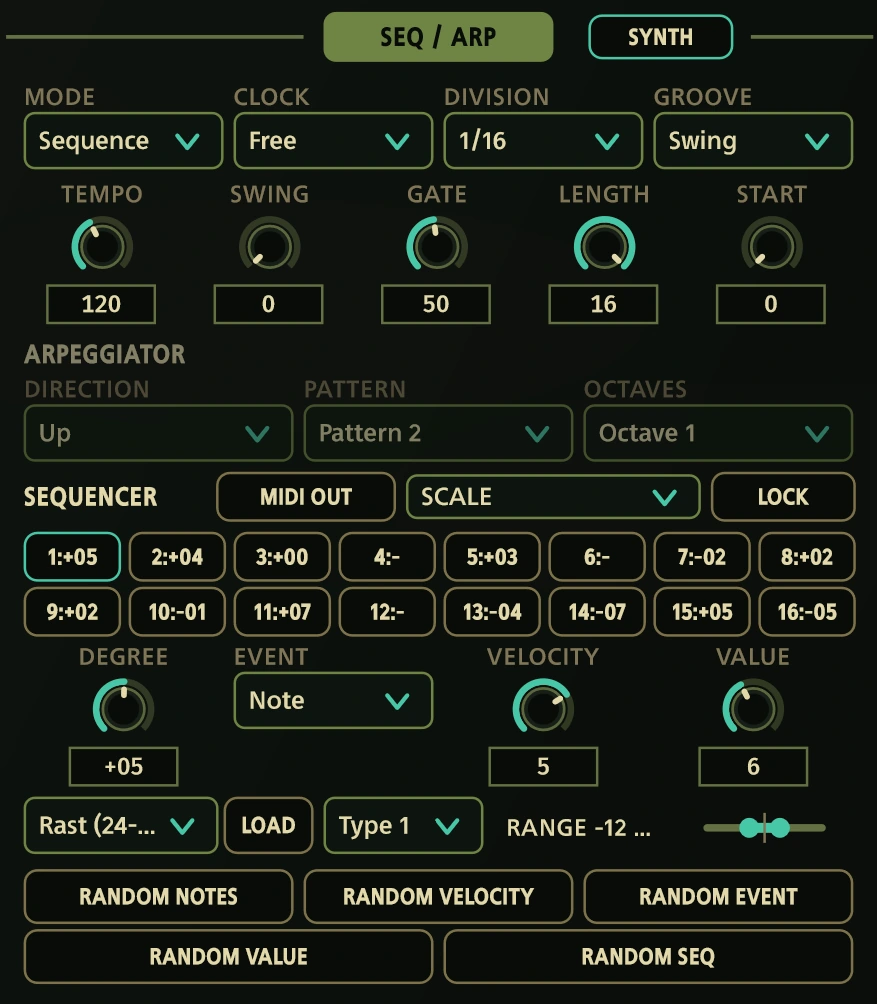 SEQ / ARP SYNTH
MODE CLOCK DIVISION GROOVE
Sequence Free 1/16 Swing
TEMPO SWING GATE LENGTH START
120 0 50 16 0
ARPEGGIATOR
DIRECTION PATTERN OCTAVES
Up Pattern 2 Octave 1
SEQUENCER MIDI OUT SCALE LOCK
1:+05 2:+04 3:+00 4:- 5:+03 6:- 7:-02 8:+02
9:+02 10:-01 11:+07 12:- 13:-04 14:-07 15:+05 16:-05
DEGREE EVENT VELOCITY VALUE
Note
+05 5 6
Rast (24-... LOAD Type 1 RANGE -12 ...
RANDOM NOTES RANDOM VELOCITY RANDOM EVENT
RANDOM VALUE RANDOM SEQ